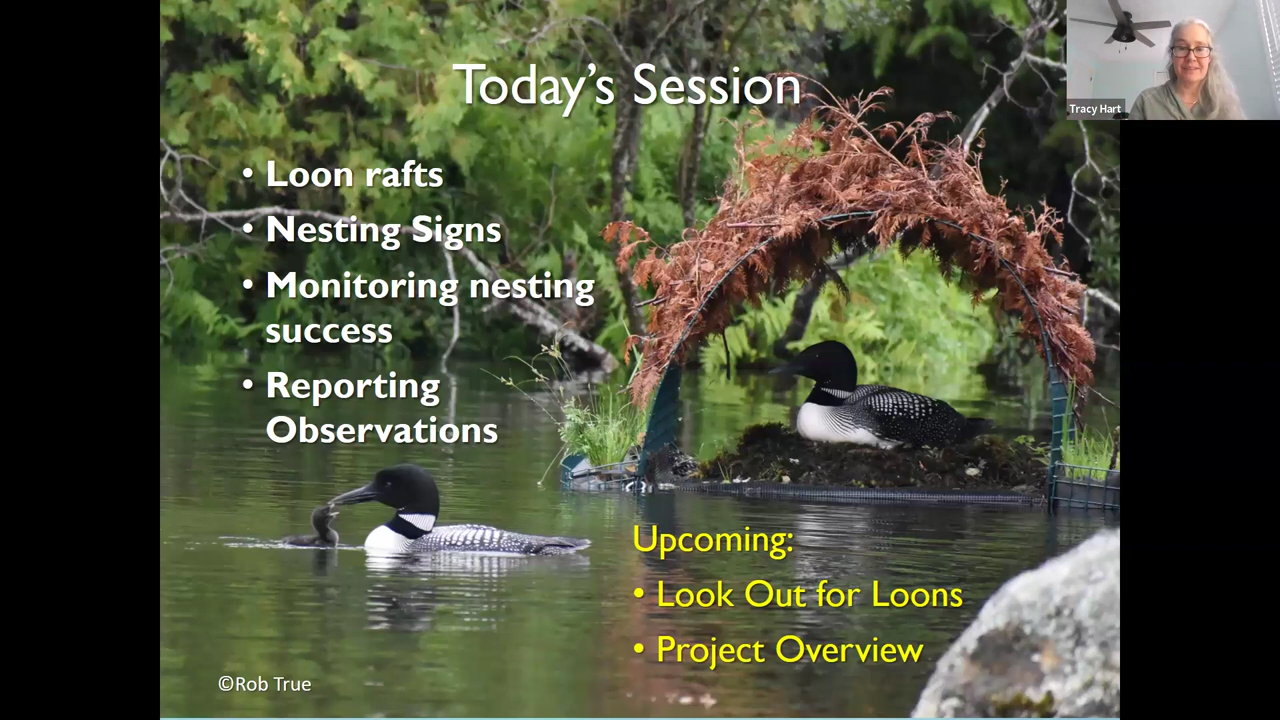 Today's Session
Tracy Hart
• Loon rafts
• Nesting Signs
• Monitoring nesting
success
• Reporting
Observations
Upcoming:
• Look Out for Loons
• Project Overview
©Rob True